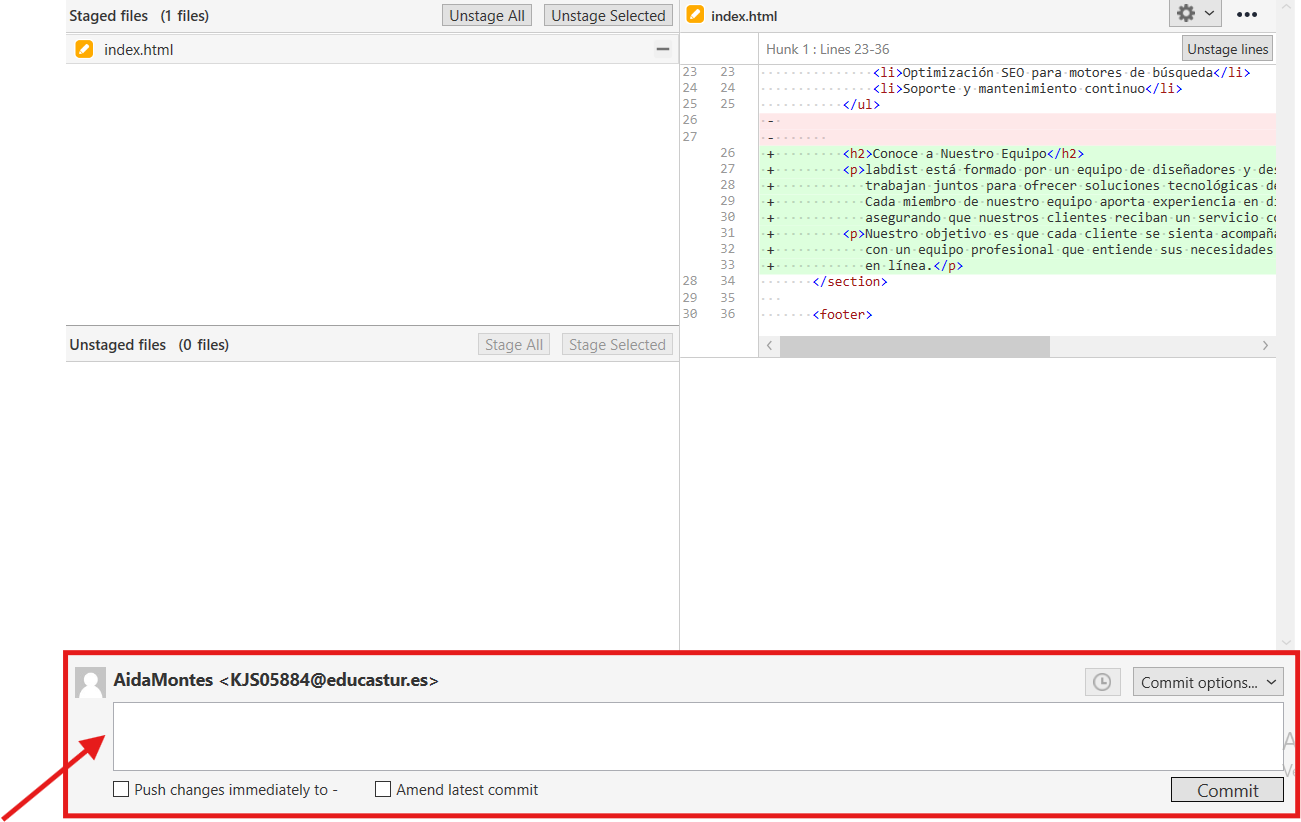 Staged files (1 files) Unstage All Unstage Selected
index.html
Unstaged files (0 files) Stage All Stage Selected
index.html
Hunk 1 : Lines 23-36 Unstage lines
23 23 <li>Optimización SEO para motores de búsqueda</li>
24 24 <li>Soporte y mantenimiento continuo</li>
25 25 </ul>
26 -
27 -
26 + <h2>Conoce a Nuestro Equipo</h2>
27 + <p>labdist está formado por un equipo de diseñadores y
28 + trabajan juntos para ofrecer soluciones tecnológicas
29 + Cada miembro de nuestro equipo aporta experiencia en
30 + asegurando que nuestros clientes reciban un servicio
31 + <p>Nuestro objetivo es que cada cliente se sienta
32 + con un equipo profesional que entiende sus necesidades
33 + en línea.</p>
28 34 </section>
29 35
30 36 <footer>
AidaMontes <KJS05884@educastur.es> Commit options...
Push changes immediately to - Amend latest commit Commit